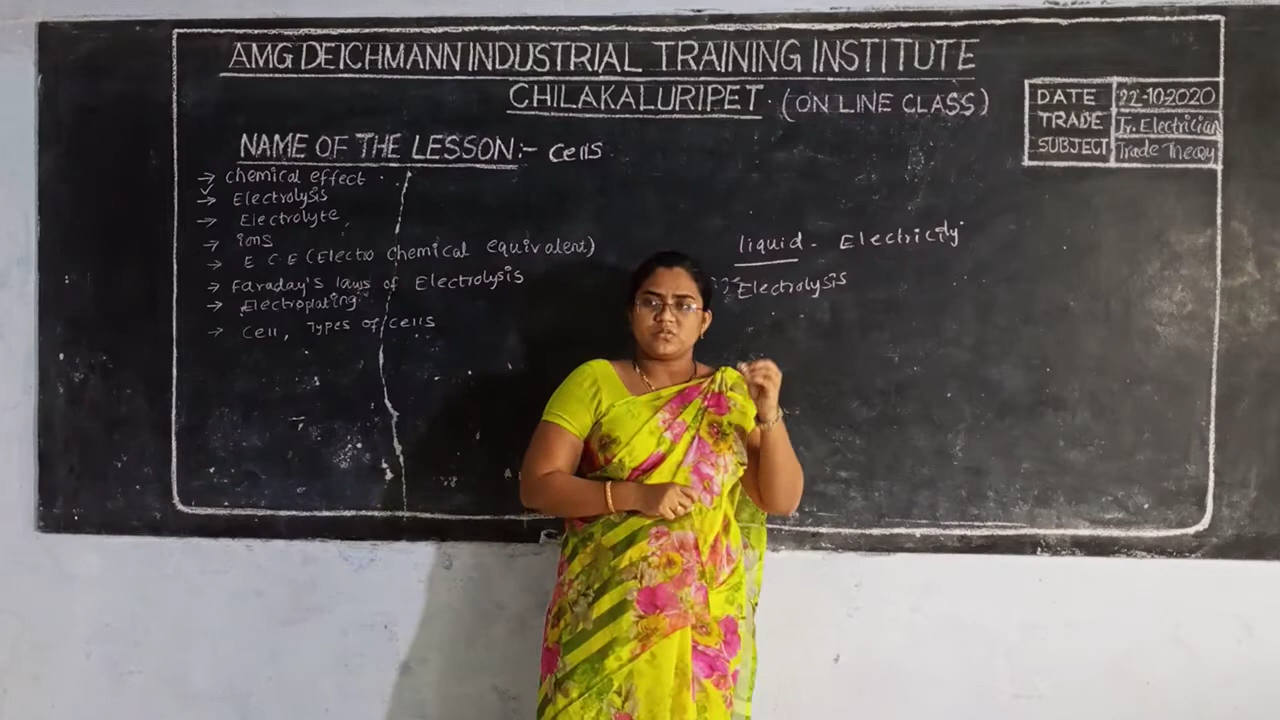 AMG DEICHMANN INDUSTRIAL TRAINING INSTITUTE
CHILAKALURIPET. (ON LINE CLASS)
DATE 22-10-2020
TRADE Jr. Electrician
SUBJECT Trade Theory
NAME OF THE LESSON:- Cells
→ Chemical effect
→ Electrolysis
→ Electrolyte
→ ions
→ E C E (Electro chemical equivalent)
→ Faraday's laws of Electrolysis
→ Electroplating
→ Cell, Types of cells
liquid - Electricity
Electrolysis